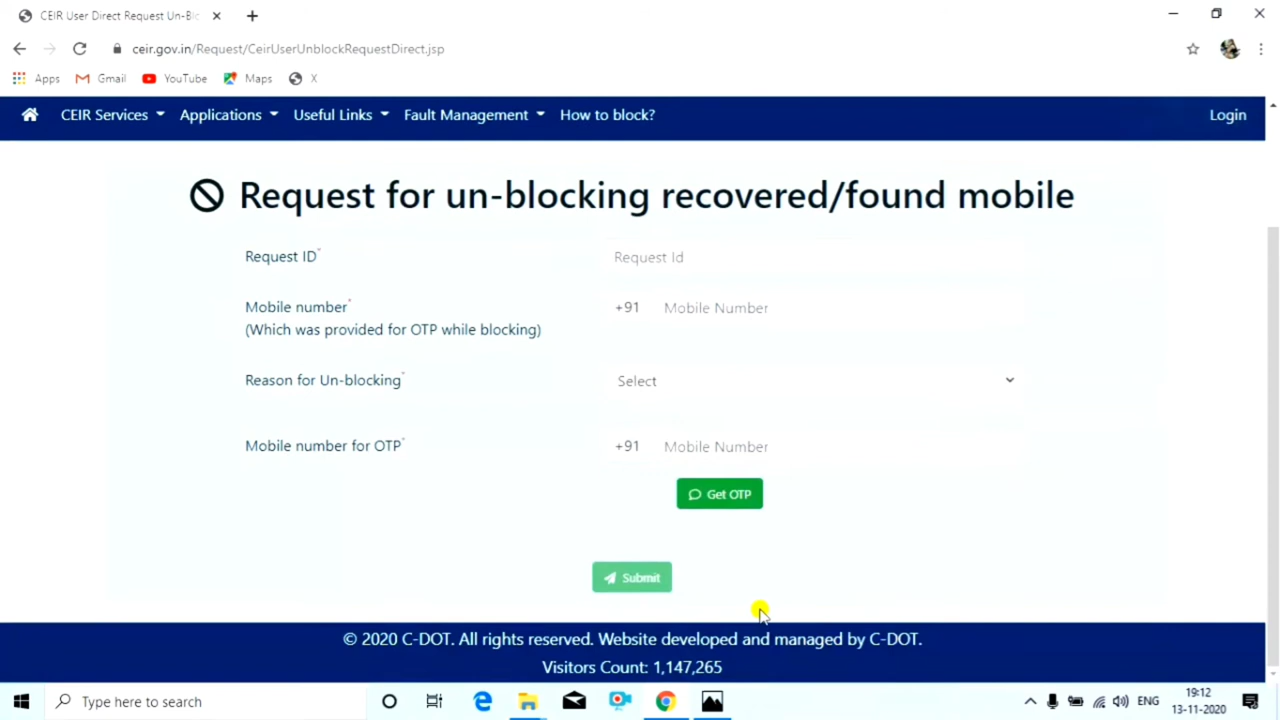 CEIR User Direct Request Un-Blo
ceir.gov.in/Request/CeirUserUnblockRequestDirect.jsp
Apps Gmail YouTube Maps X
CEIR Services Applications Useful Links Fault Management How to block? Login
Request for un-blocking recovered/found mobile
Request ID* Request Id
Mobile number* +91 Mobile Number
(Which was provided for OTP while blocking)
Reason for Un-blocking* Select
Mobile number for OTP* +91 Mobile Number
Get OTP
Submit
© 2020 C-DOT. All rights reserved. Website developed and managed by C-DOT.
Visitors Count: 1,147,265
Type here to search ENG 19:12
13-11-2020